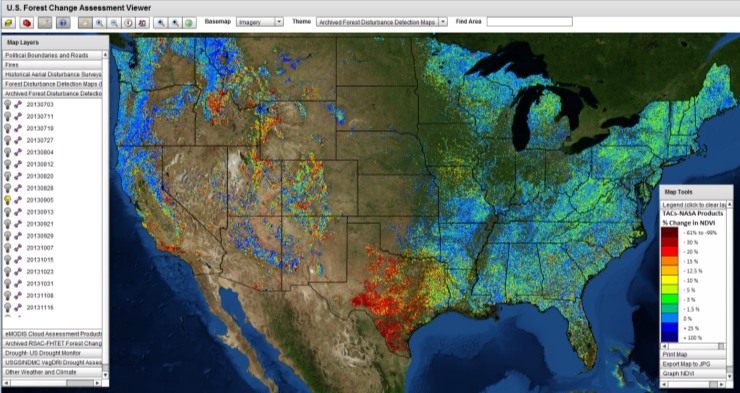 U.S. Forest Change Assessment Viewer
Basemap Imagery Theme Archived Forest Disturbance Detection Maps Find Area
Map Layers
Political Boundaries and Roads
Fires
Historical Aerial Disturbance Surveys
Forest Disturbance Detection Maps (
Archived Forest Disturbance Detectio
20130703
20130711
20130719
20130727
20130804
20130812
20130820
20130828
20130905
20130913
20130921
20130929
20131007
20131015
20131023
20131031
20131108
20131116
eMODIS Cloud Assessment Products
Archived RSAC-FHTET Forest Chang
Drought- US Drought Monitor
USGS/NDMC VegDRI Drought Asses
Other Weather and Climate
Map Tools
Legend (click to clear la
TACs-NASA Products
% Change in NDVI
- 61% to -99%
- 30 %
- 20 %
- 15 %
- 12.5 %
- 10 %
- 5 %
- 3 %
- 1.5 %
0 %
+ 25 %
+ 100 %
Print Map
Export Map to JPG
Graph NDVI